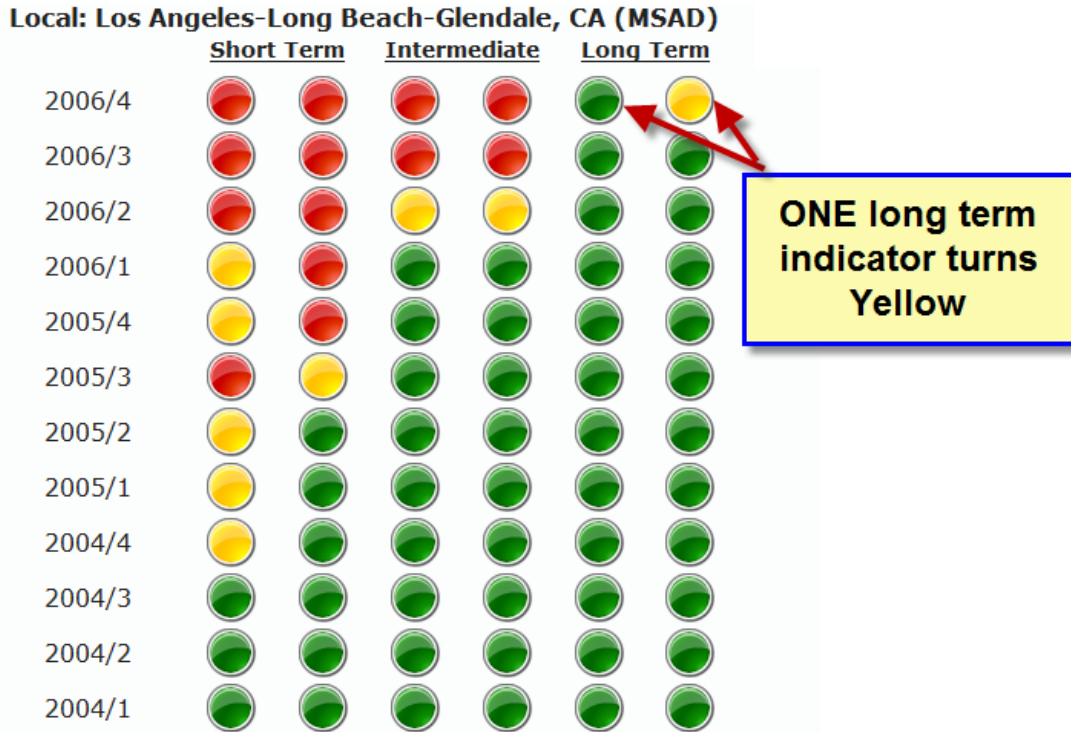 Local: Los Angeles-Long Beach-Glendale, CA (MSAD)
Short Term Intermediate Long Term
2006/4
2006/3
2006/2
2006/1
2005/4
2005/3
2005/2
2005/1
2004/4
2004/3
2004/2
2004/1
ONE long term
indicator turns
Yellow